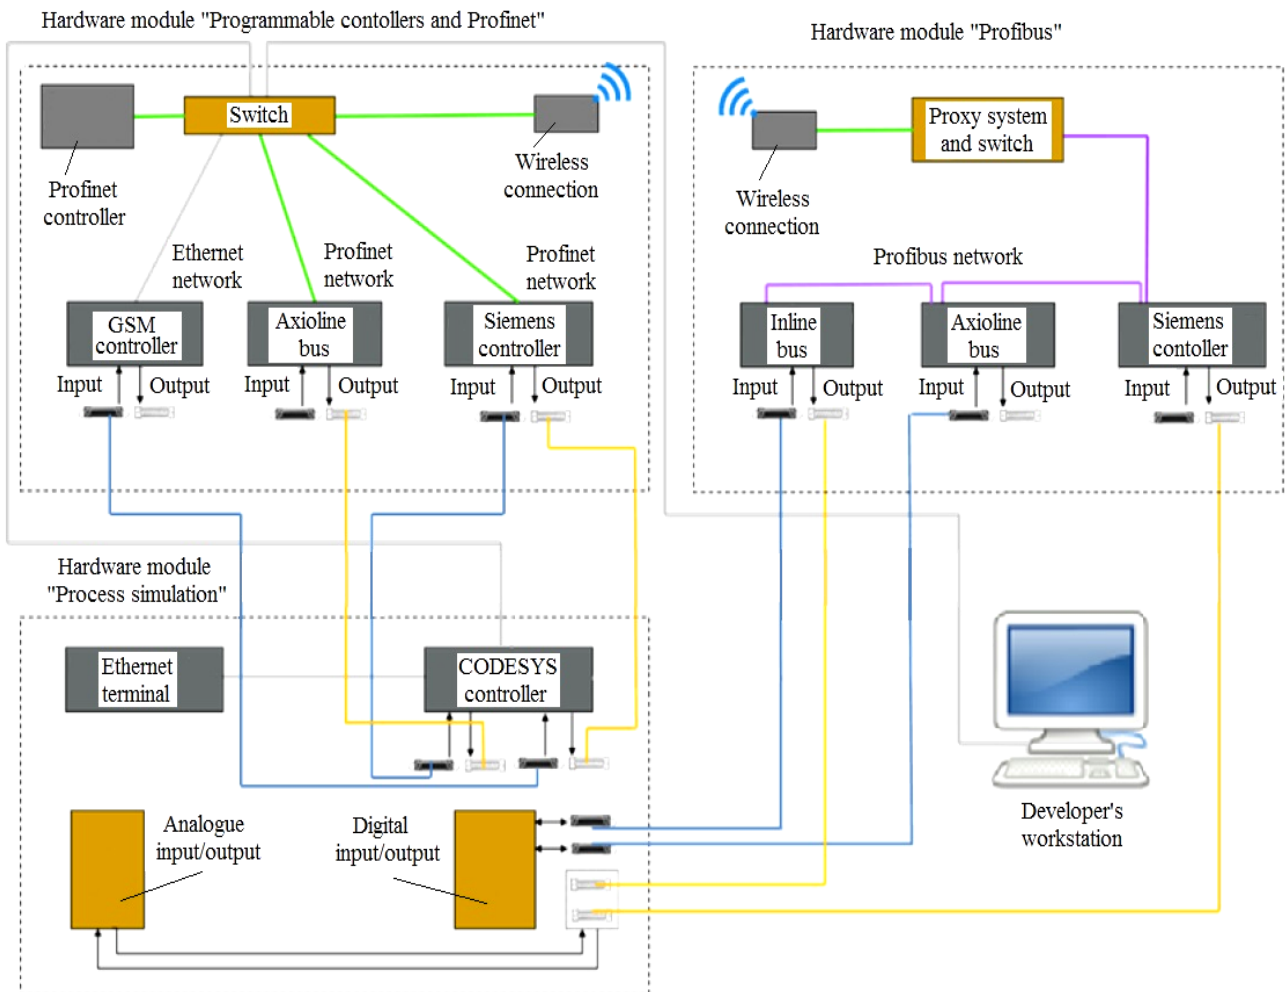 Hardware module "Programmable contollers and Profinet"
Switch
Profinet
controller
Wireless
connection
Ethernet
network
Profinet
network
Profinet
network
GSM
controller
Axioline
bus
Siemens
controller
Input
Output
Input
Output
Input
Output
Hardware module "Profibus"
Proxy system
and switch
Wireless
connection
Profibus network
Inline
bus
Axioline
bus
Siemens
contoller
Input
Output
Input
Output
Input
Output
Hardware module
"Process simulation"
Ethernet
terminal
CODESYS
controller
Analogue
input/output
Digital
input/output
Developer's
workstation